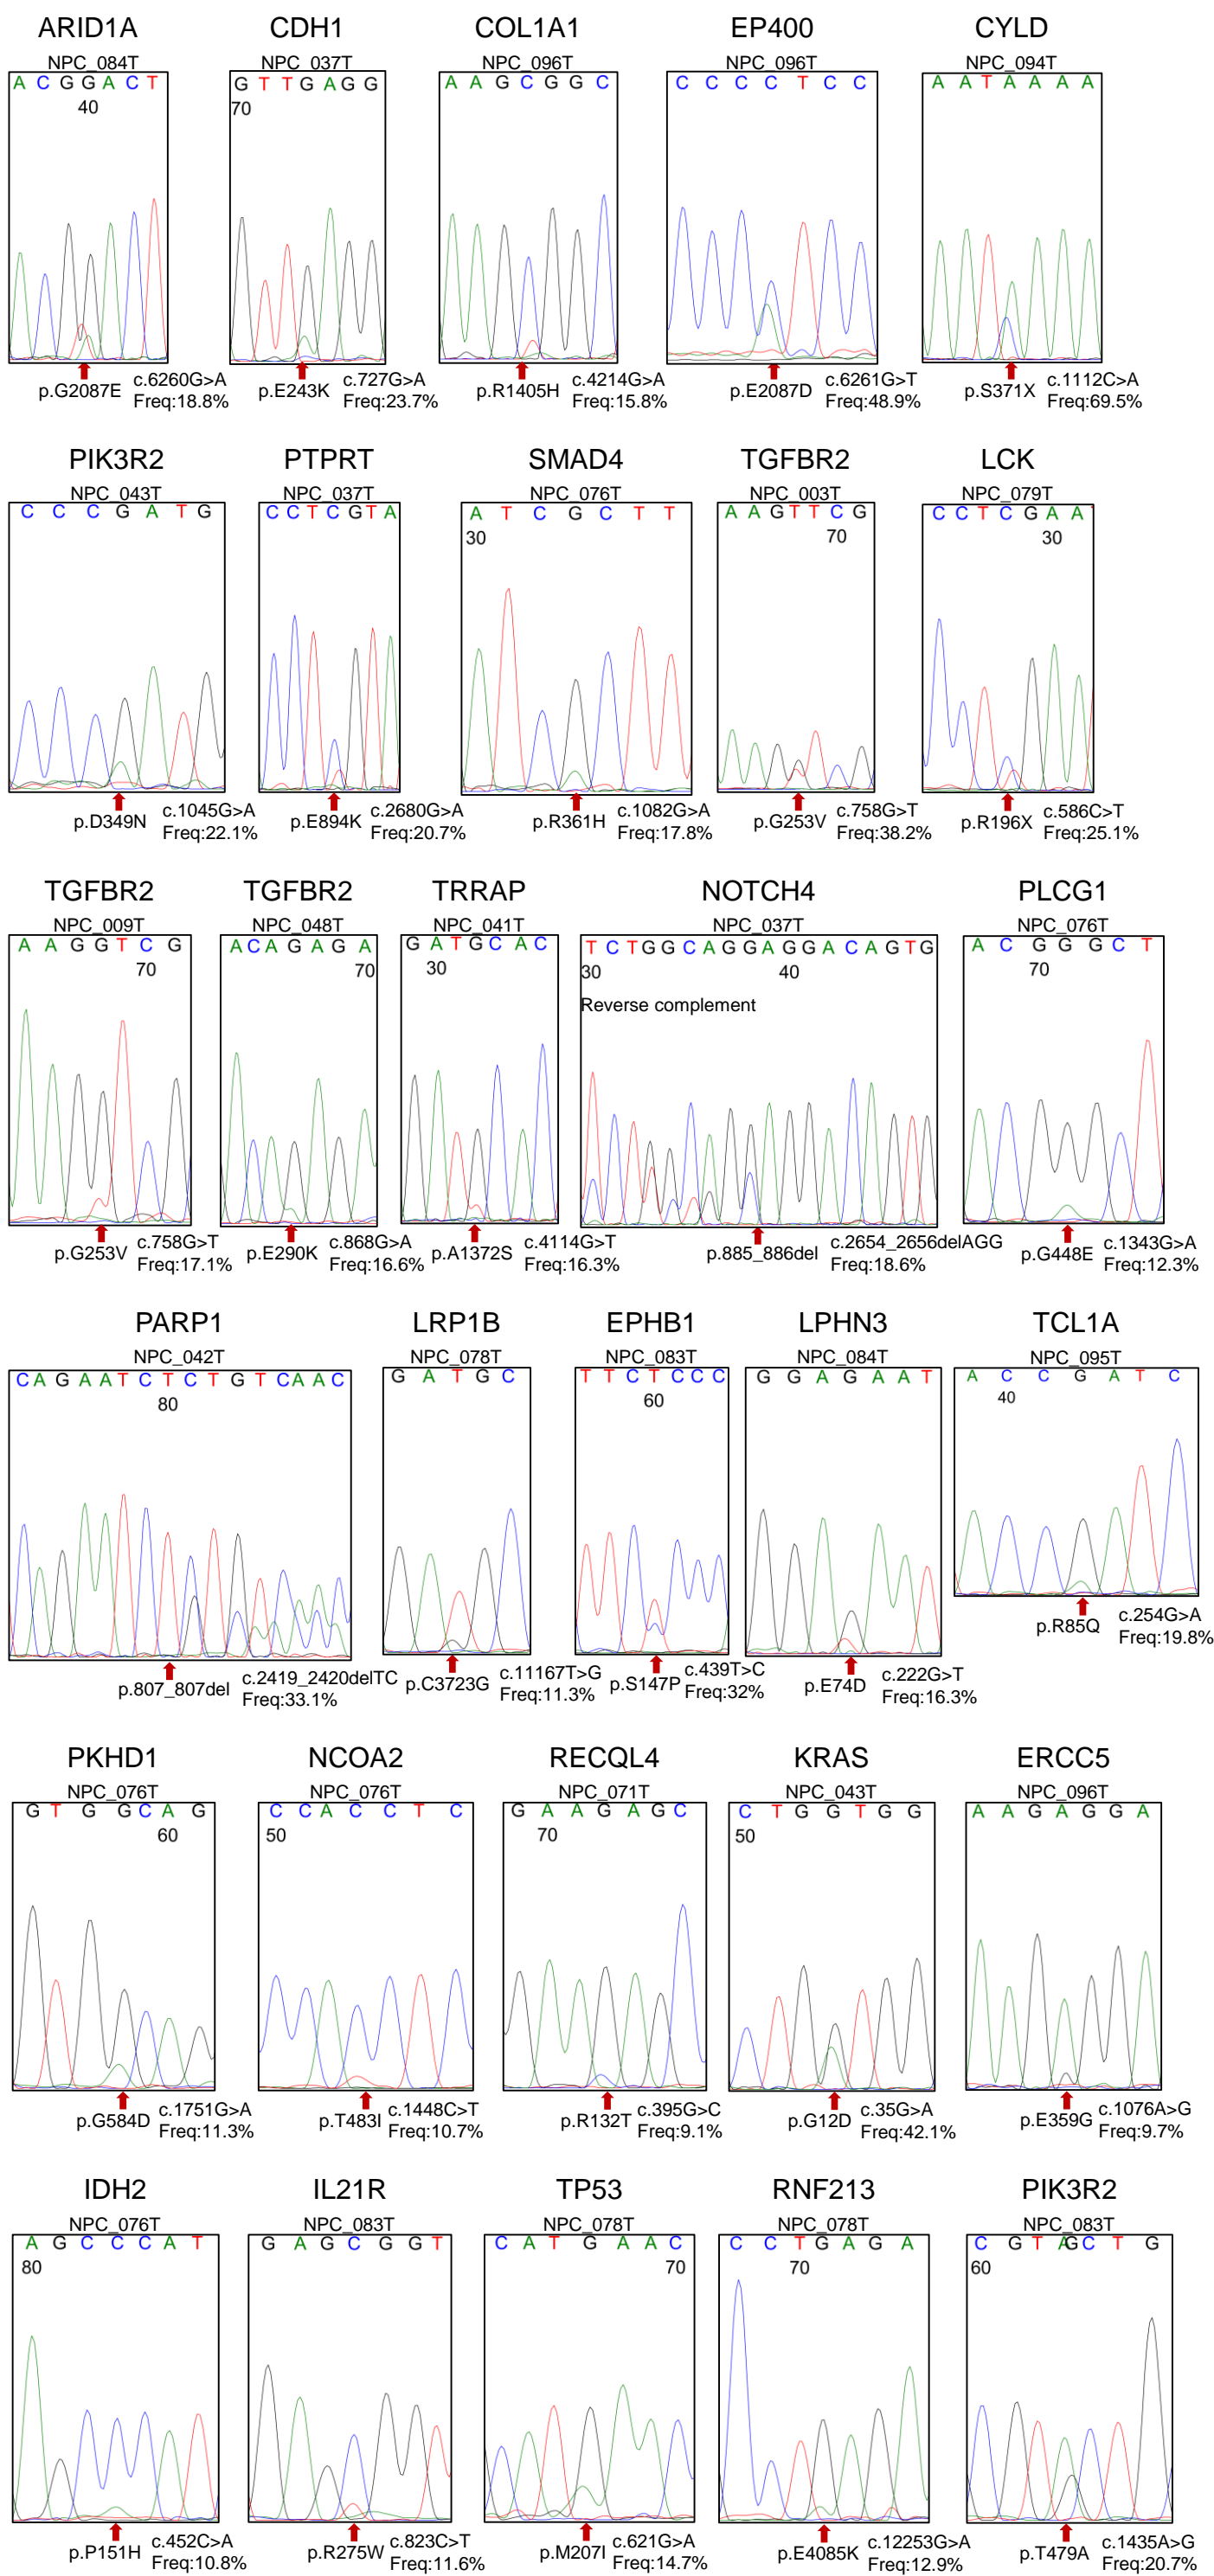 ARID1A CDH1 COL1A1 EP400 CYLD
NPC_084T NPC_037T NPC_096T NPC_096T NPC_094T
A C G G A C T G T T G A G G A A G C G G C C C C C T C C A A T A A A A
40 70
p.G2087E c.6260G>A p.E243K c.727G>A p.R1405H c.4214G>A p.E2087D c.6261G>T p.S371X c.1112C>A
Freq:18.8% Freq:23.7% Freq:15.8% Freq:48.9% Freq:69.5%
PIK3R2 PTPRT SMAD4 TGFBR2 LCK
NPC_043T NPC_037T NPC_076T NPC_003T NPC_079T
C C C G A T G C C T C G T A A T C G C T T A A G T T C G C C T C G A A
30 70 30
p.D349N c.1045G>A p.E894K c.2680G>A p.R361H c.1082G>A p.G253V c.758G>T p.R196X c.586C>T
Freq:22.1% Freq:20.7% Freq:17.8% Freq:38.2% Freq:25.1%
TGFBR2 TGFBR2 TRRAP NOTCH4 PLCG1
NPC_009T NPC_048T NPC_041T NPC_037T NPC_076T
A A G G T C G A C A G A G A G A T G C A C T C T G G C A G G A G G A C A G T G A C G G G C T
70 70 30 30 40 70
Reverse complement
p.G253V c.758G>T p.E290K c.868G>A p.A1372S c.4114G>T p.885_886del c.2654_2656delAGG p.G448E c.1343G>A
Freq:17.1% Freq:16.6% Freq:16.3% Freq:18.6% Freq:12.3%
PARP1 LRP1B EPHB1 LPHN3 TCL1A
NPC_042T NPC_078T NPC_083T NPC_084T NPC_095T
C A G A A T C T C T G T C A A C G A T G C T T C T C C C G G A G A A T A C C G A T C
80 60 40
p.807_807del c.2419_2420delTC p.C3723G c.11167T>G p.S147P c.439T>C p.E74D c.222G>T p.R85Q c.254G>A
Freq:33.1% Freq:11.3% Freq:32% Freq:16.3% Freq:19.8%
PKHD1 NCOA2 RECQL4 KRAS ERCC5
NPC_076T NPC_076T NPC_071T NPC_043T NPC_096T
G T G G C A G C C A C C T C G A A G A G C C T G G T G G A A G A G G A
60 50 70 50
p.G584D c.1751G>A p.T483I c.1448C>T p.R132T c.395G>C p.G12D c.35G>A p.E359G c.1076A>G
Freq:11.3% Freq:10.7% Freq:9.1% Freq:42.1% Freq:9.7%
IDH2 IL21R TP53 RNF213 PIK3R2
NPC_076T NPC_083T NPC_078T NPC_078T NPC_083T
A G C C C A T G A G C G G T C A T G A A C C C T G A G A C G T A G C T G
80 70 70 60
p.P151H c.452C>A p.R275W c.823C>T p.M207I c.621G>A p.E4085K c.12253G>A p.T479A c.1435A>G
Freq:10.8% Freq:11.6% Freq:14.7% Freq:12.9% Freq:20.7%